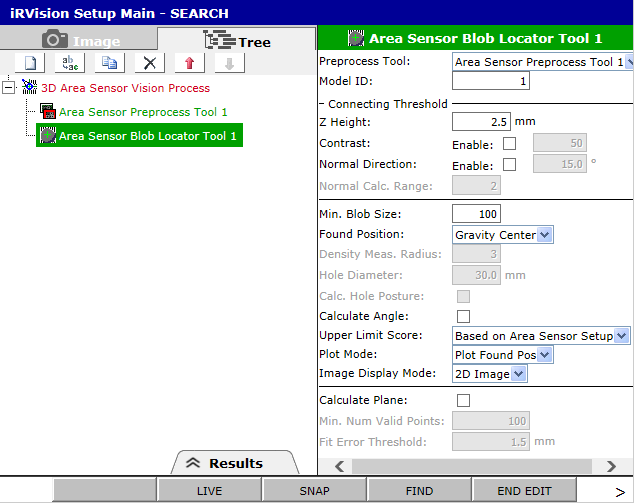 iRVision Setup Main - SEARCH
Image
Tree
Area Sensor Blob Locator Tool 1
ab
ac
3D Area Sensor Vision Process
Area Sensor Preprocess Tool 1
Area Sensor Blob Locator Tool 1
Preprocess Tool: Area Sensor Preprocess Tool 1
Model ID: 1
Connecting Threshold
Z Height: 2.5 mm
Contrast: Enable: 50
Normal Direction: Enable: 15.0 °
Normal Calc. Range: 2
Min. Blob Size: 100
Found Position: Gravity Center
Density Meas. Radius: 3
Hole Diameter: 30.0 mm
Calc. Hole Posture:
Calculate Angle:
Upper Limit Score: Based on Area Sensor Setup
Plot Mode: Plot Found Pos
Image Display Mode: 2D Image
Calculate Plane:
Min. Num Valid Points: 100
Fit Error Threshold: 1.5 mm
Results
LIVE SNAP FIND END EDIT >